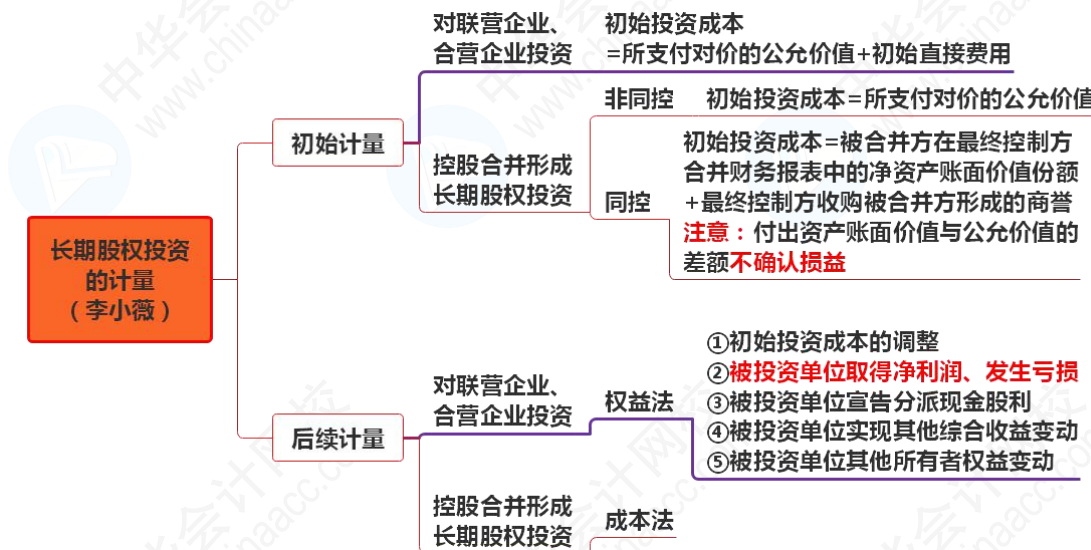 对联营企业、
合营企业投资
初始投资成本
=所支付对价的公允价值+初始直接费用
非同控
初始投资成本=所支付对价的公允价值
初始计量
控股合并形成
长期股权投资
同控
初始投资成本=被合并方在最终控制方
合并财务报表中的净资产账面价值份额
+最终控制方收购被合并方形成的商誉
注意：付出资产账面价值与公允价值的
差额不确认损益
长期股权投资
的计量
（李小薇）
后续计量
对联营企业、
合营企业投资
权益法
①初始投资成本的调整
②被投资单位取得净利润、发生亏损
③被投资单位宣告分派现金股利
④被投资单位实现其他综合收益变动
⑤被投资单位其他所有者权益变动
控股合并形成
长期股权投资
成本法